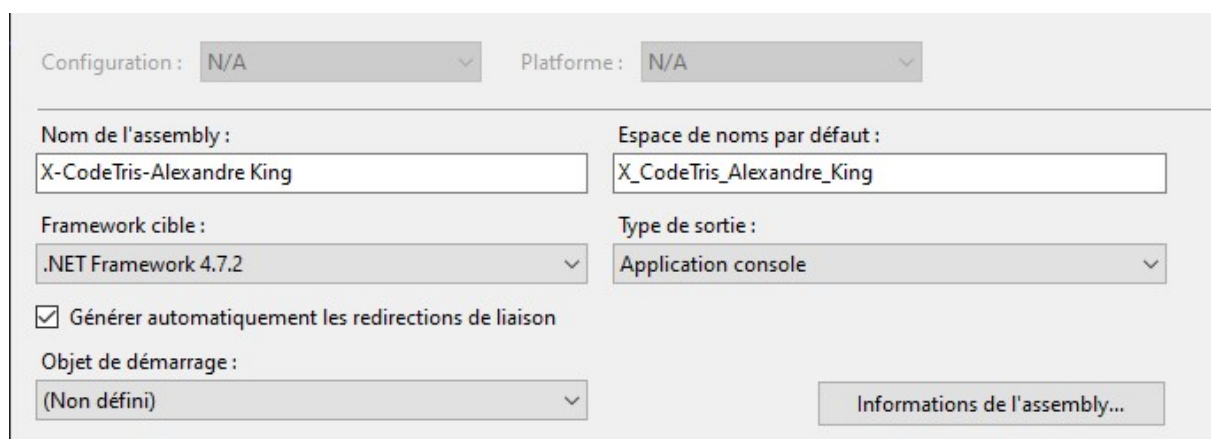 Configuration : N/A Platforme : N/A
Nom de l'assembly : Espace de noms par défaut :
X-CodeTris-Alexandre King X_CodeTris_Alexandre_King
Framework cible : Type de sortie :
.NET Framework 4.7.2 Application console
Générer automatiquement les redirections de liaison
Objet de démarrage :
(Non défini) Informations de l'assembly...